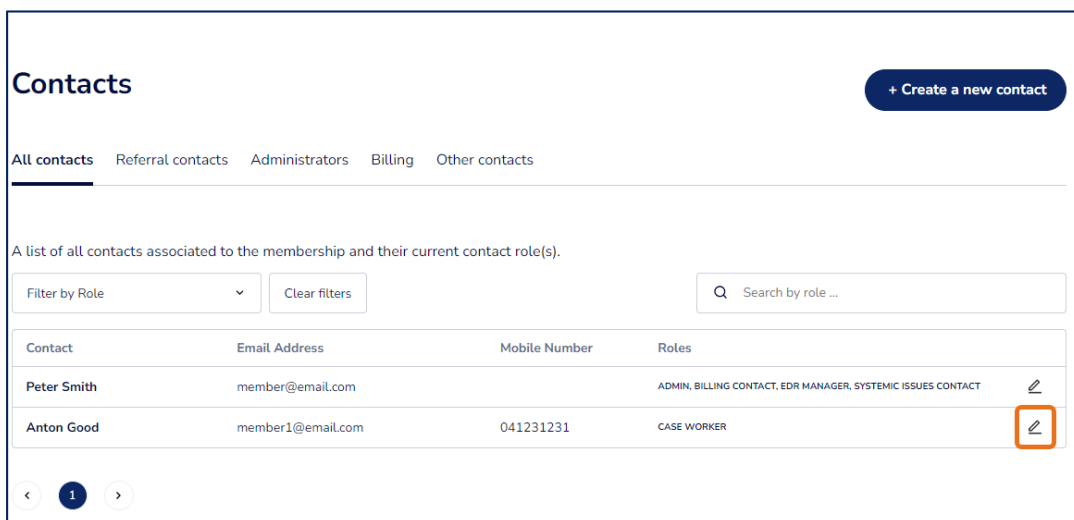 Contacts
+ Create a new contact
All contacts Referral contacts Administrators Billing Other contacts
A list of all contacts associated to the membership and their current contact role(s).
Filter by Role Clear filters Search by role ...
Contact Email Address Mobile Number Roles
Peter Smith member@email.com ADMIN, BILLING CONTACT, EDR MANAGER, SYSTEMIC ISSUES CONTACT
Anton Good member1@email.com 041231231 CASE WORKER
1